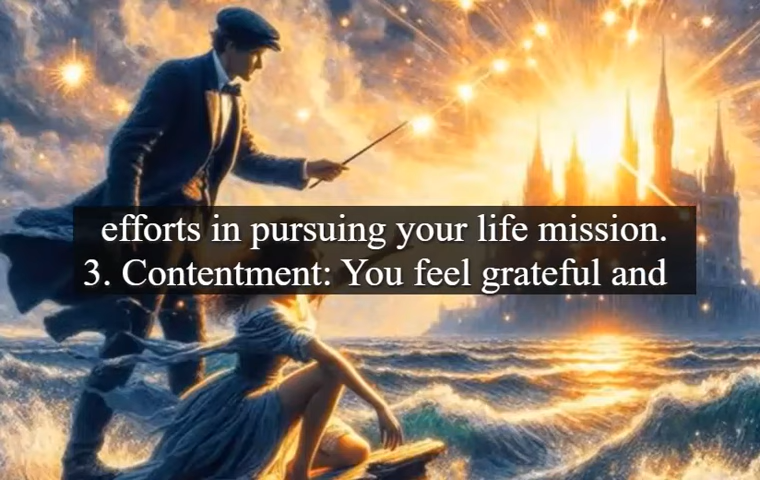 efforts in pursuing your life mission.
3. Contentment: You feel grateful and